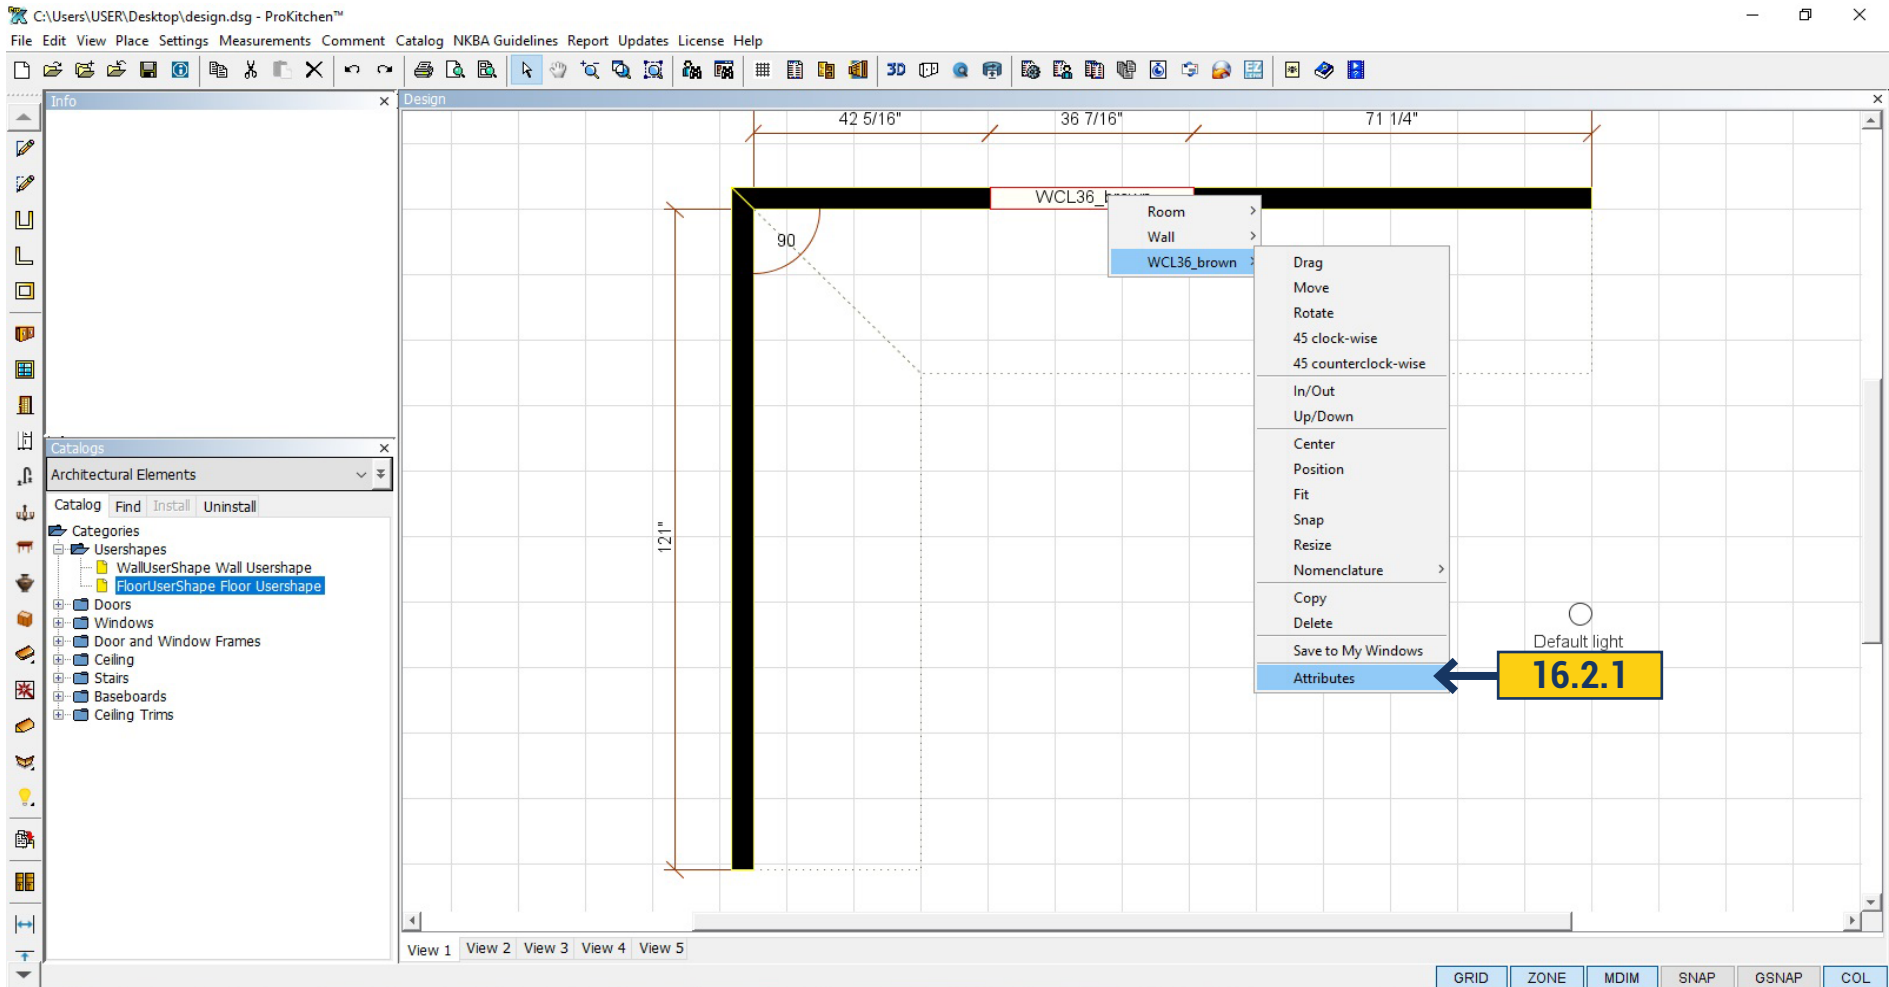 C:\Users\USER\Desktop\design.dsg - ProKitchen™
File Edit View Place Settings Measurements Comment Catalog NKBA Guidelines Report Updates License Help
3D
EZ
Info
Design
42 5/16" 36 7/16" 71 1/4"
90
121"
Room
Wall
WCL36_brown
Drag
Move
Rotate
45 clock-wise
45 counterclock-wise
In/Out
Up/Down
Center
Position
Fit
Snap
Resize
Nomenclature
Copy
Delete
Save to My Windows
Attributes
Default light
16.2.1
Catalogs
Architectural Elements
Catalog Find Install Uninstall
Categories
Usershapes
WallUserShape Wall Usershape
FloorUserShape Floor Usershape
Doors
Windows
Door and Window Frames
Ceiling
Stairs
Baseboards
Ceiling Trims
View 1 View 2 View 3 View 4 View 5
GRID ZONE MDIM SNAP GSNAP COL